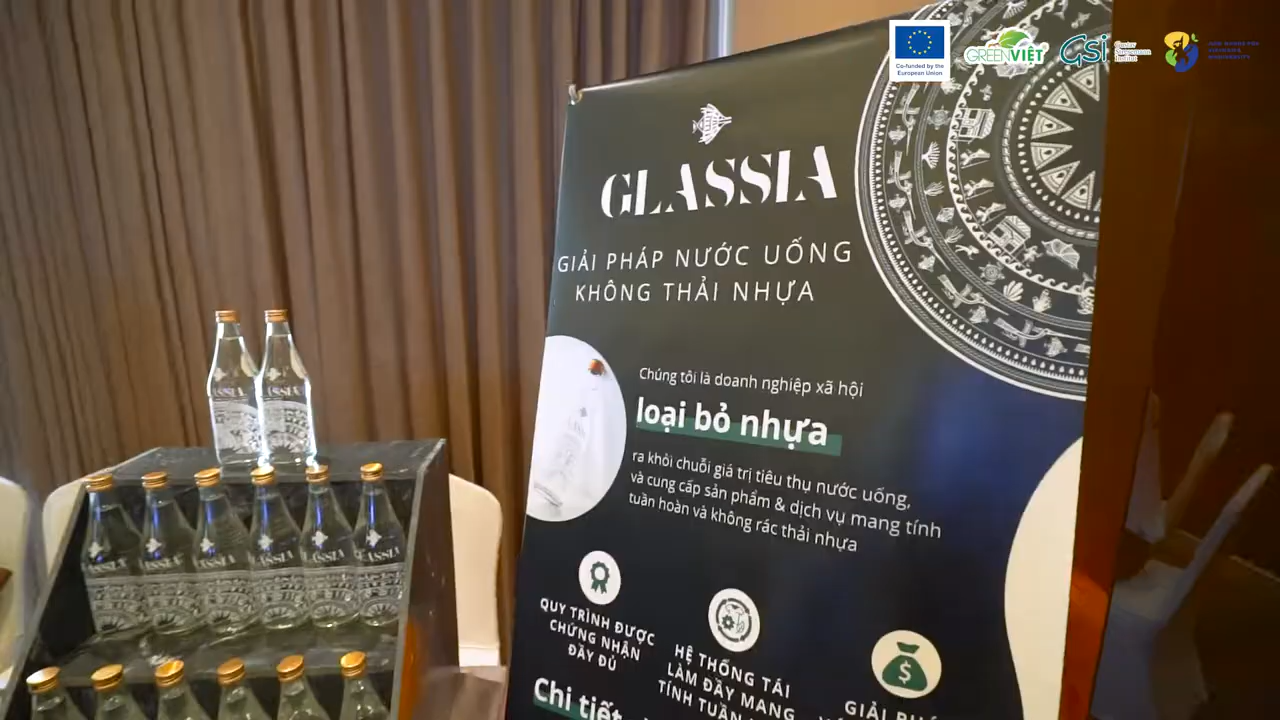 Co-funded by the
European Union
GREENVIỆT
GSI
GLASSIA
GIẢI PHÁP NƯỚC UỐNG
KHÔNG THẢI NHỰA
Chúng tôi là doanh nghiệp xã hội
loại bỏ nhựa
ra khỏi chuỗi giá trị tiêu thụ nước uống,
và cung cấp sản phẩm & dịch vụ mang tính
tuần hoàn và không rác thải nhựa
QUY TRÌNH ĐƯỢC
CHỨNG NHẬN
ĐẦY ĐỦ
HỆ THỐNG TÁI
LÀM ĐẦY MANG
TÍNH TUẦN
GIẢI
Chi tiết
GLASSIA